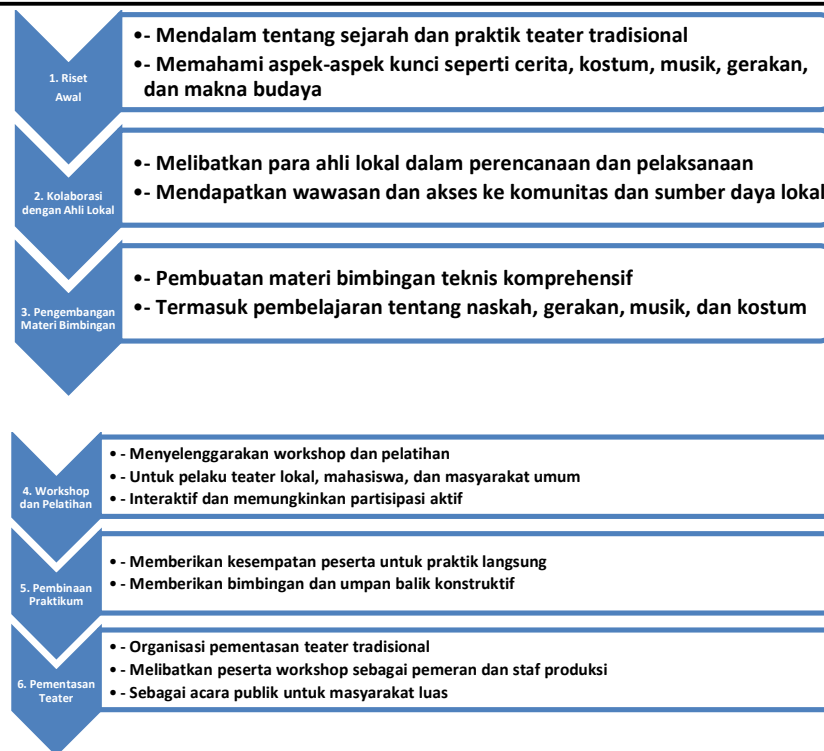 1. Riset
Awal
•- Mendalam tentang sejarah dan praktik teater tradisional
•- Memahami aspek-aspek kunci seperti cerita, kostum, musik, gerakan,
dan makna budaya
2. Kolaborasi
dengan Ahli Lokal
•- Melibatkan para ahli lokal dalam perencanaan dan pelaksanaan
•- Mendapatkan wawasan dan akses ke komunitas dan sumber daya lokal
3. Pengembangan
Materi Bimbingan
•- Pembuatan materi bimbingan teknis komprehensif
•- Termasuk pembelajaran tentang naskah, gerakan, musik, dan kostum
4. Workshop
dan Pelatihan
• - Menyelenggarakan workshop dan pelatihan
• - Untuk pelaku teater lokal, mahasiswa, dan masyarakat umum
• - Interaktif dan memungkinkan partisipasi aktif
5. Pembinaan
Praktikum
• - Memberikan kesempatan peserta untuk praktik langsung
• - Memberikan bimbingan dan umpan balik konstruktif
6. Pementasan
Teater
• - Organisasi pementasan teater tradisional
• - Melibatkan peserta workshop sebagai pemeran dan staf produksi
• - Sebagai acara publik untuk masyarakat luas